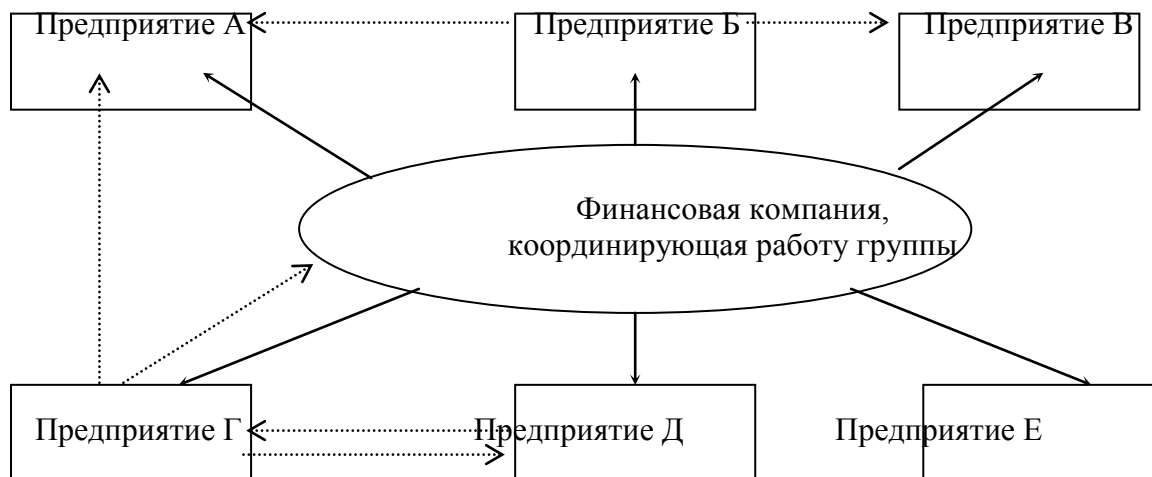 Предприятие А
Предприятие Б
Предприятие В
Финансовая компания,
координирующая работу группы
Предприятие Г
Предприятие Д
Предприятие Е